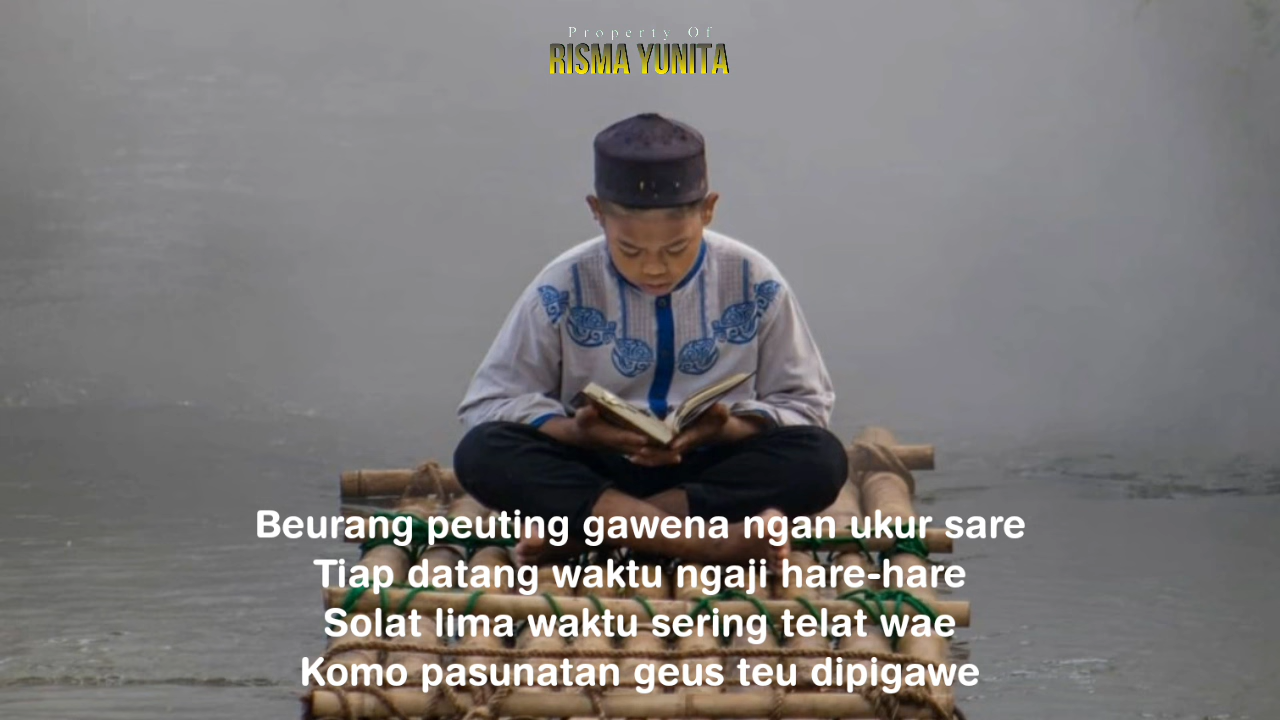 Property Of
RISMA YUNITA
Beurang peuting gawena ngan ukur sare
Tiap datang waktu ngaji hare-hare
Solat lima waktu sering telat wae
Komo pasunatan geus teu dipigawe